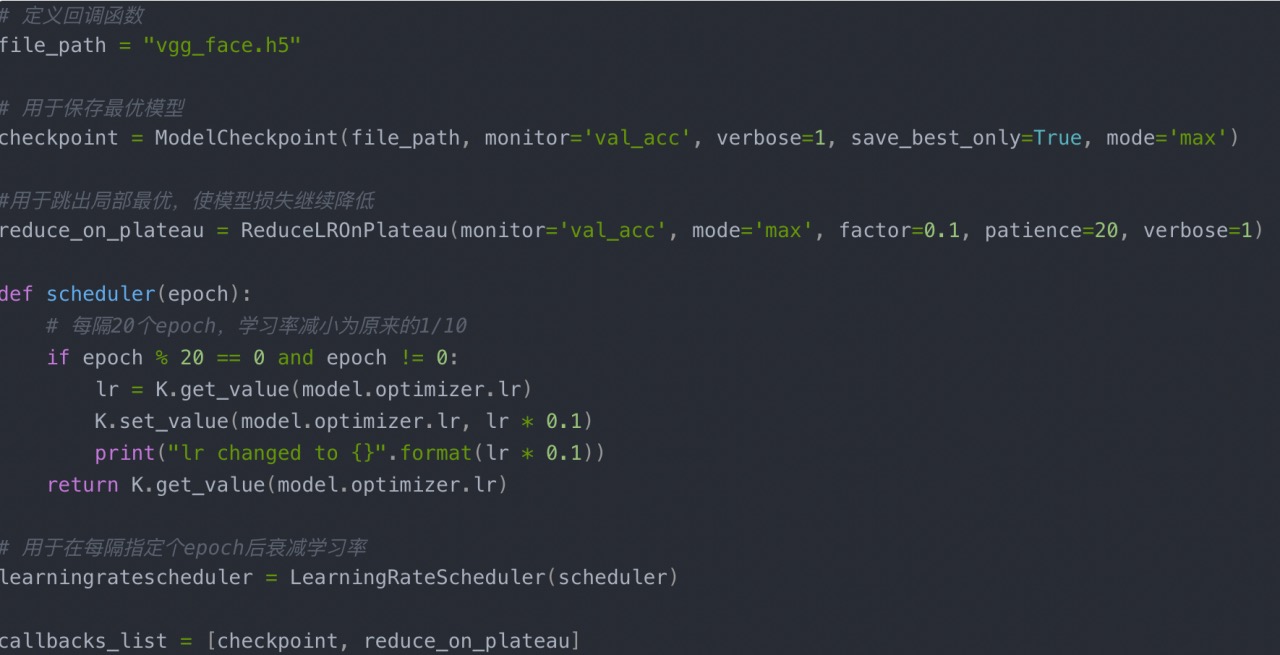 # 定义回调函数
file_path = "vgg_face.h5"
# 用于保存最优模型
checkpoint = ModelCheckpoint(file_path, monitor='val_acc', verbose=1, save_best_only=True, mode='max')
#用于跳出局部最优，使模型损失继续降低
reduce_on_plateau = ReduceLROnPlateau(monitor='val_acc', mode='max', factor=0.1, patience=20, verbose=1)
def scheduler(epoch):
    # 每隔20个epoch，学习率减小为原来的1/10
    if epoch % 20 == 0 and epoch != 0:
        lr = K.get_value(model.optimizer.lr)
        K.set_value(model.optimizer.lr, lr * 0.1)
        print("lr changed to {}".format(lr * 0.1))
    return K.get_value(model.optimizer.lr)
# 用于在每隔指定个epoch后衰减学习率
learningratescheduler = LearningRateScheduler(scheduler)
callbacks_list = [checkpoint, reduce_on_plateau]